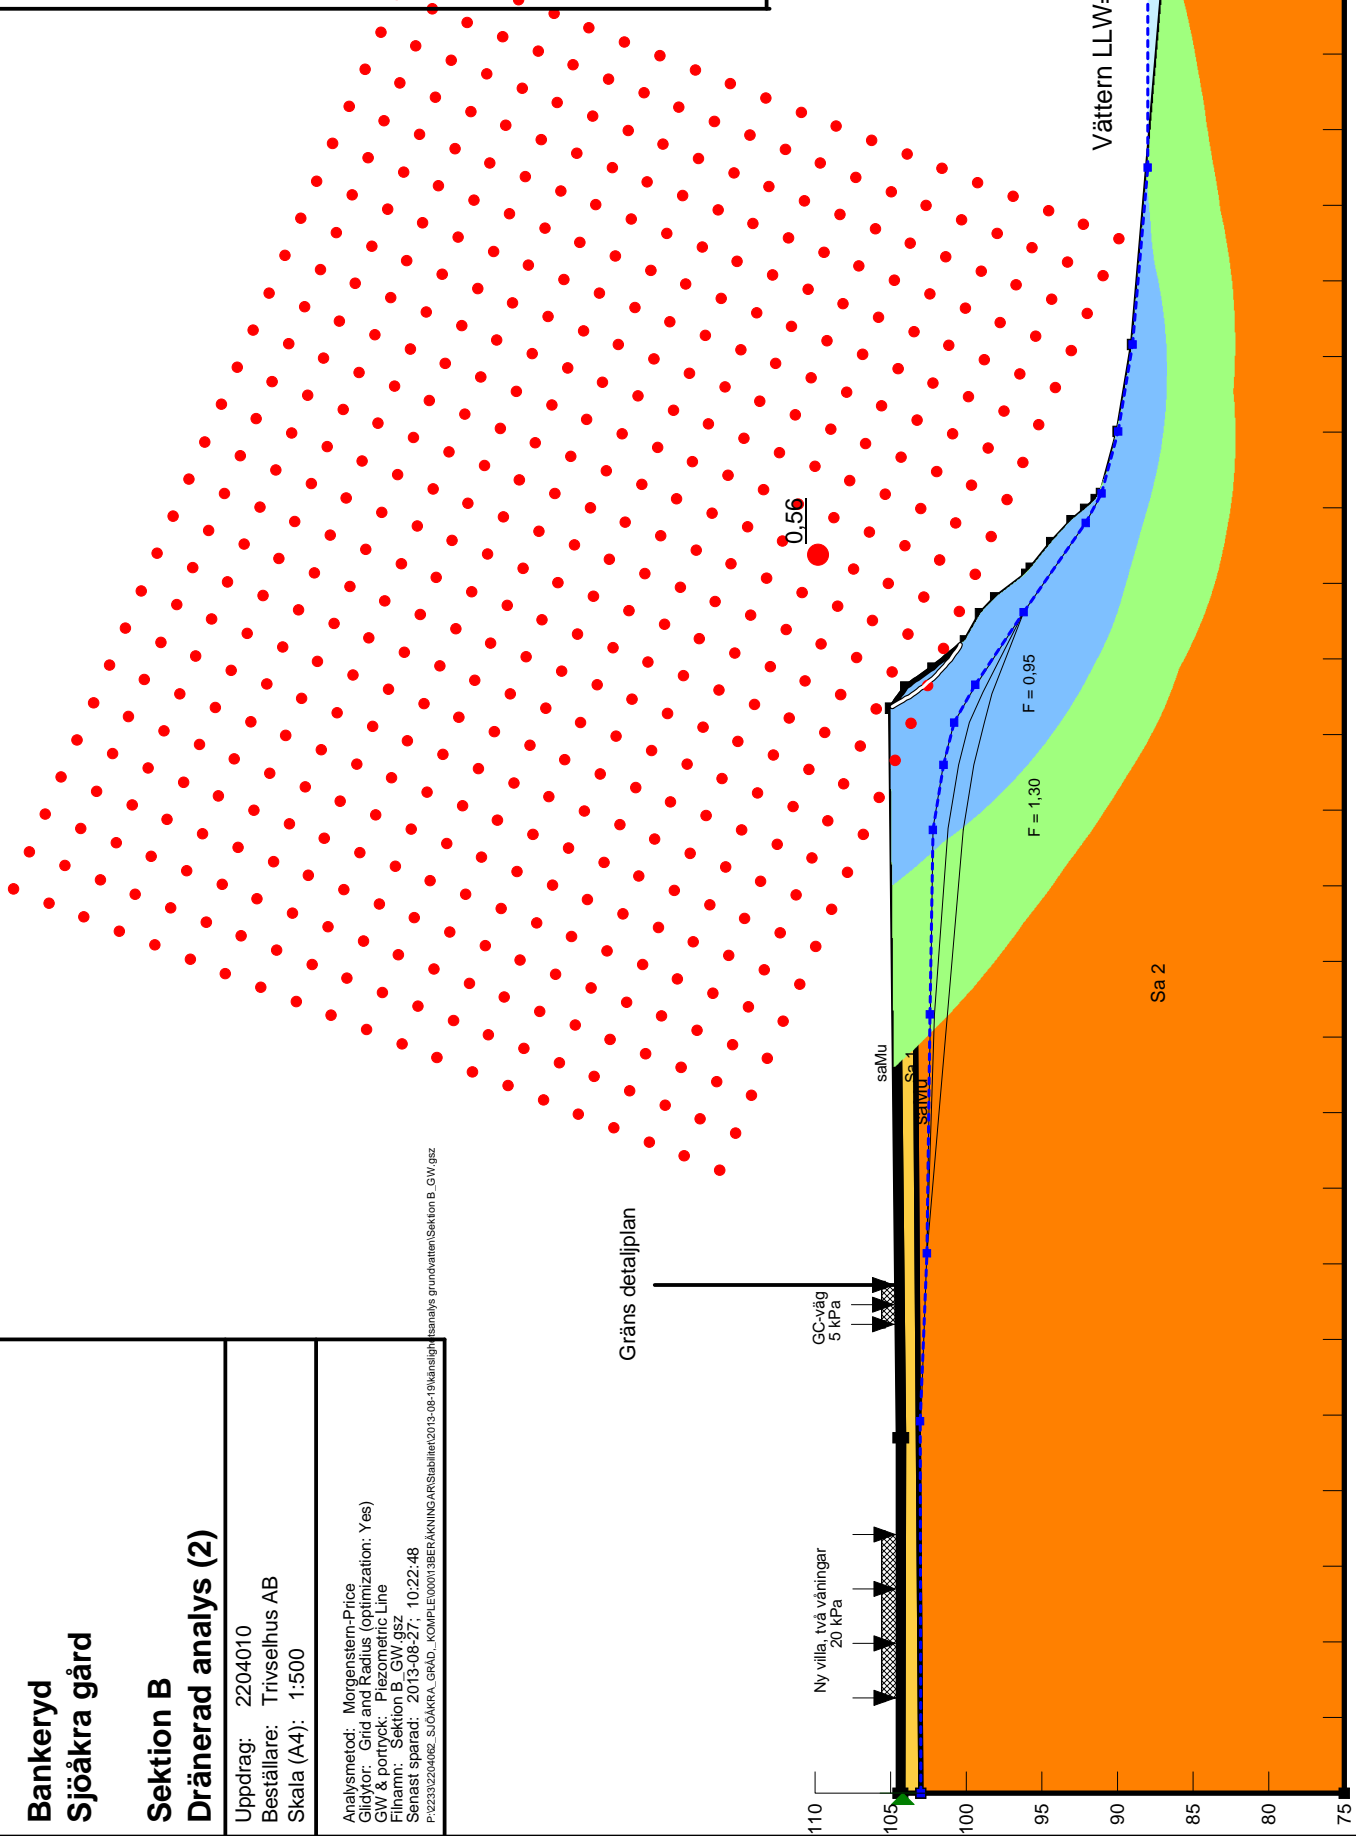 Bankeryd
Sjöåkra gård
Sektion B
Dränerad analys (2)
Uppdrag: 2204010
Beställare: Trivselhus AB
Skala (A4): 1:500
Analysmetod: Morgenstern-Price
Glidytor: Grid and Radius (optimization: Yes)
GW & portryck: Piezometric Line
Filnamn: Sektion B_GW.gsz
Senast sparad: 2013-08-27; 10:22:48
Gräns detaljplan
0,56
Vättern LLW=
Ny villa, två våningar
20 kPa
GC-väg
5 kPa
saMu
Sa 1
saMu
F = 1,30
F = 0,95
Sa 2
110
105
100
95
90
85
80
75